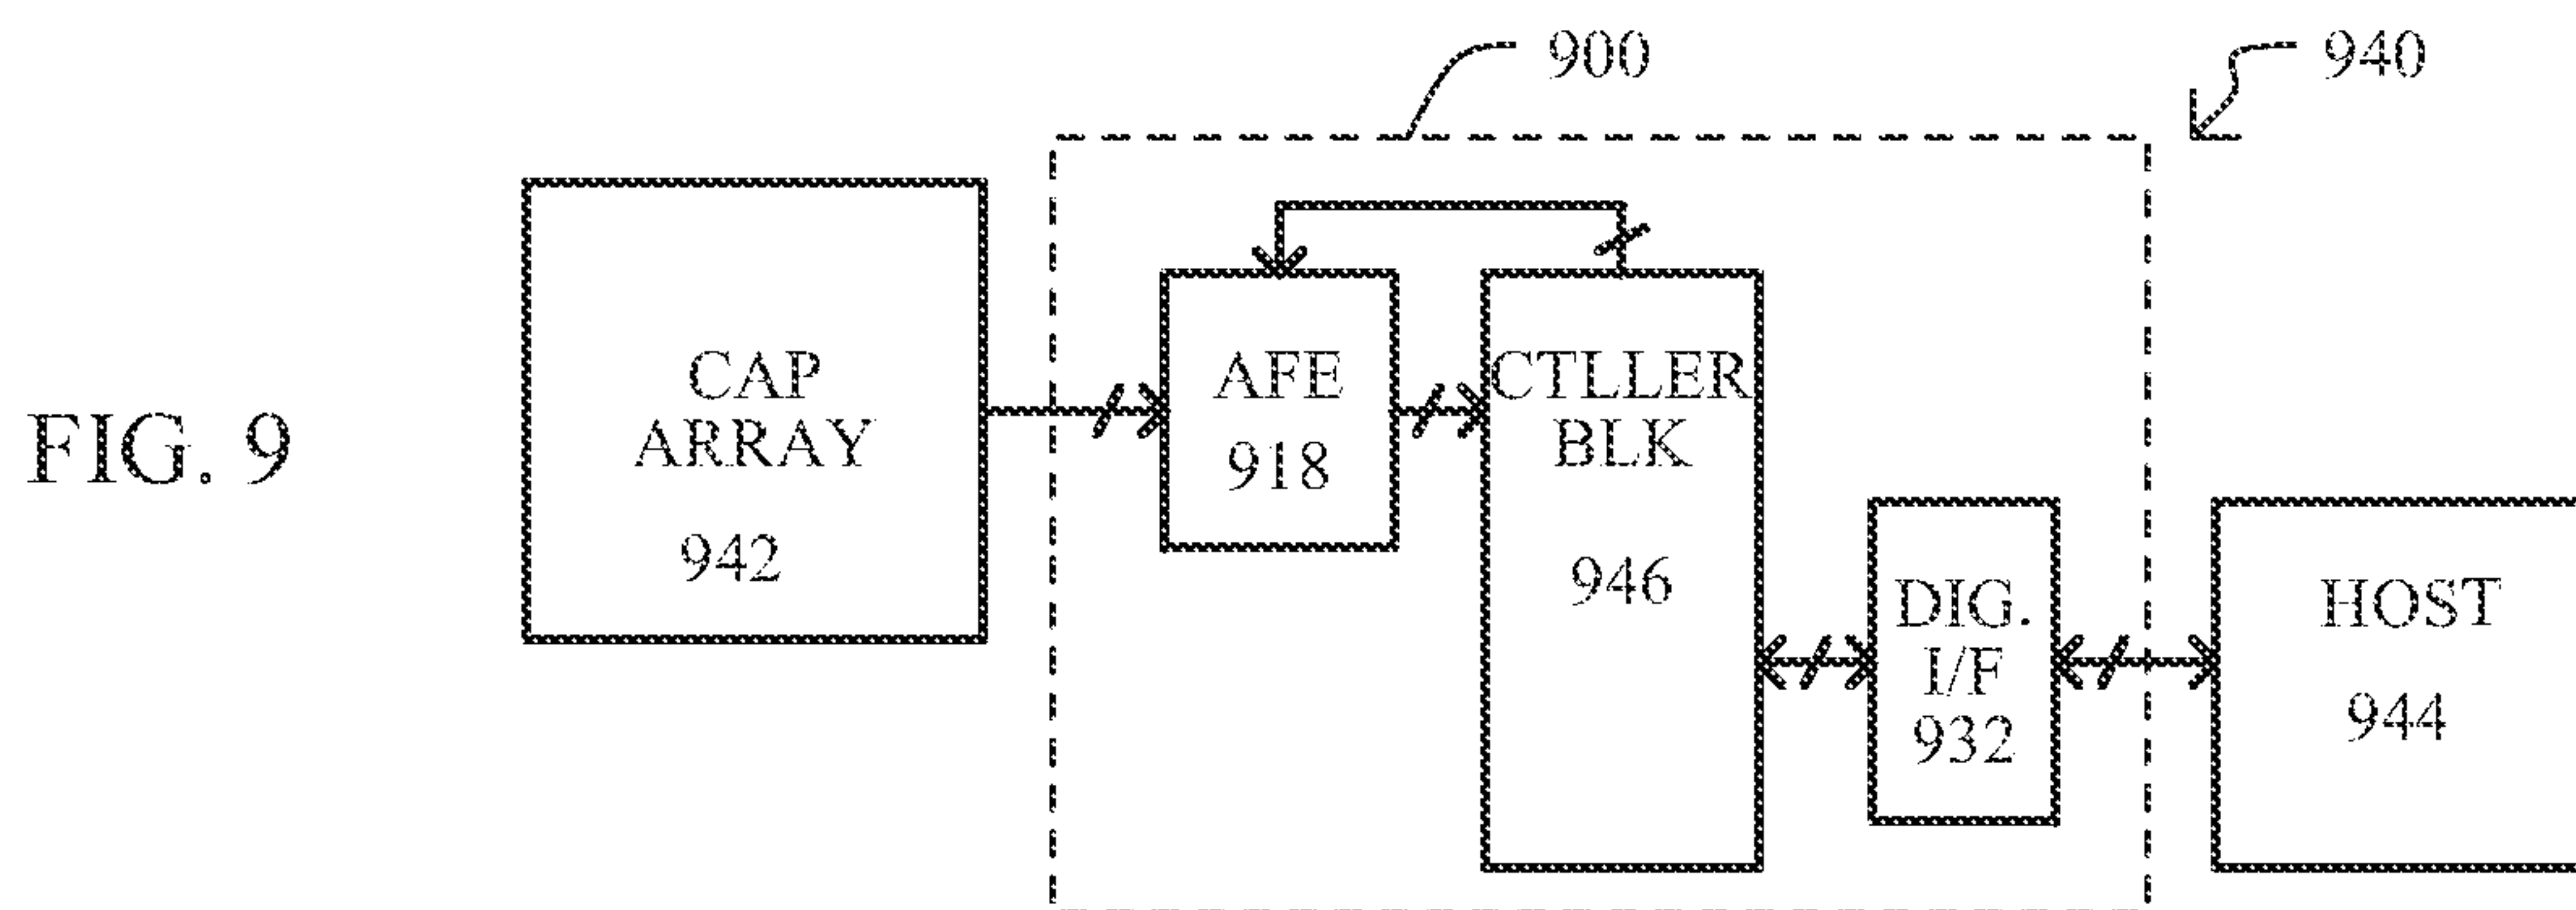 900
940
CAP
ARRAY
942
AFE
918
CTLLER
BLK
946
DIG.
I/F
932
HOST
944
FIG. 9